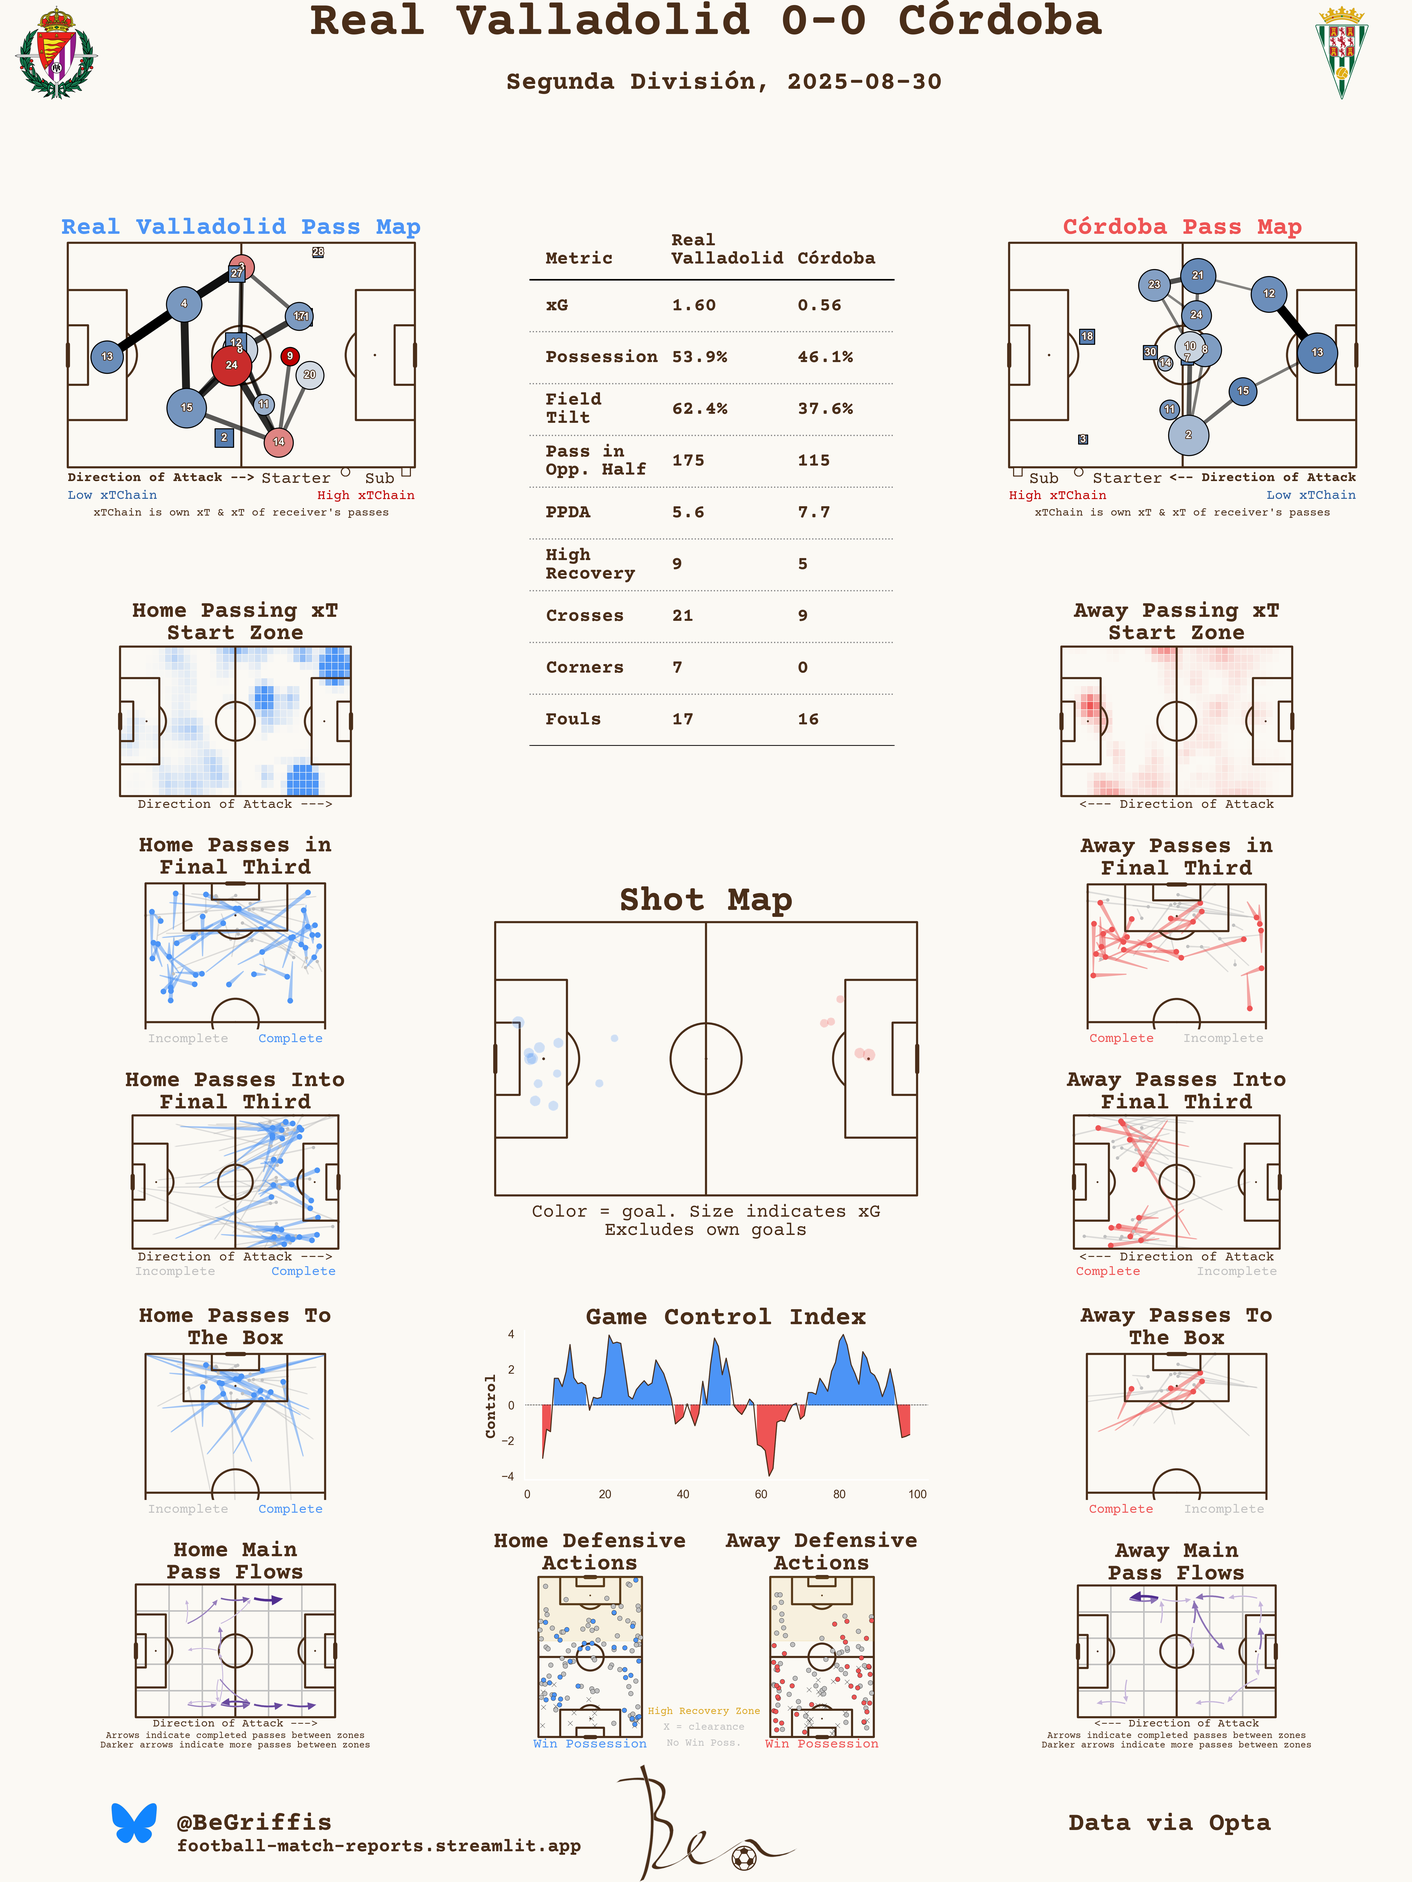 Real Valladolid 0-0 Córdoba
Segunda División, 2025-08-30
Real Valladolid Pass Map
28
3
27
4
17
21
12
8
13
24
9
20
15
11
2
14
Direction of Attack --> Starter Sub
Low xTChain High xTChain
xTChain is own xT & xT of receiver's passes
Metric Real Valladolid Córdoba
xG 1.60 0.56
Possession 53.9% 46.1%
Field Tilt 62.4% 37.6%
Pass in Opp. Half 175 115
PPDA 5.6 7.7
High Recovery 9 5
Crosses 21 9
Corners 7 0
Fouls 17 16
Córdoba Pass Map
23
21
12
24
18
30
14
10
8
7
13
15
11
2
3
Sub Starter <-- Direction of Attack
High xTChain Low xTChain
xTChain is own xT & xT of receiver's passes
Home Passing xT
Start Zone
Direction of Attack --->
Away Passing xT
Start Zone
<--- Direction of Attack
Home Passes in
Final Third
Incomplete Complete
Away Passes in
Final Third
Complete Incomplete
Shot Map
Color = goal. Size indicates xG
Excludes own goals
Home Passes Into
Final Third
Direction of Attack --->
Incomplete Complete
Away Passes Into
Final Third
<--- Direction of Attack
Complete Incomplete
Home Passes To
The Box
Incomplete Complete
Game Control Index
Control
4
2
0
−2
−4
0 20 40 60 80 100
Away Passes To
The Box
Complete Incomplete
Home Main
Pass Flows
Direction of Attack --->
Arrows indicate completed passes between zones
Darker arrows indicate more passes between zones
Home Defensive
Actions
Win Possession
High Recovery Zone
X = clearance
No Win Poss.
Away Defensive
Actions
Win Possession
Away Main
Pass Flows
<--- Direction of Attack
Arrows indicate completed passes between zones
Darker arrows indicate more passes between zones
@BeGriffis
football-match-reports.streamlit.app
Ben
Data via Opta